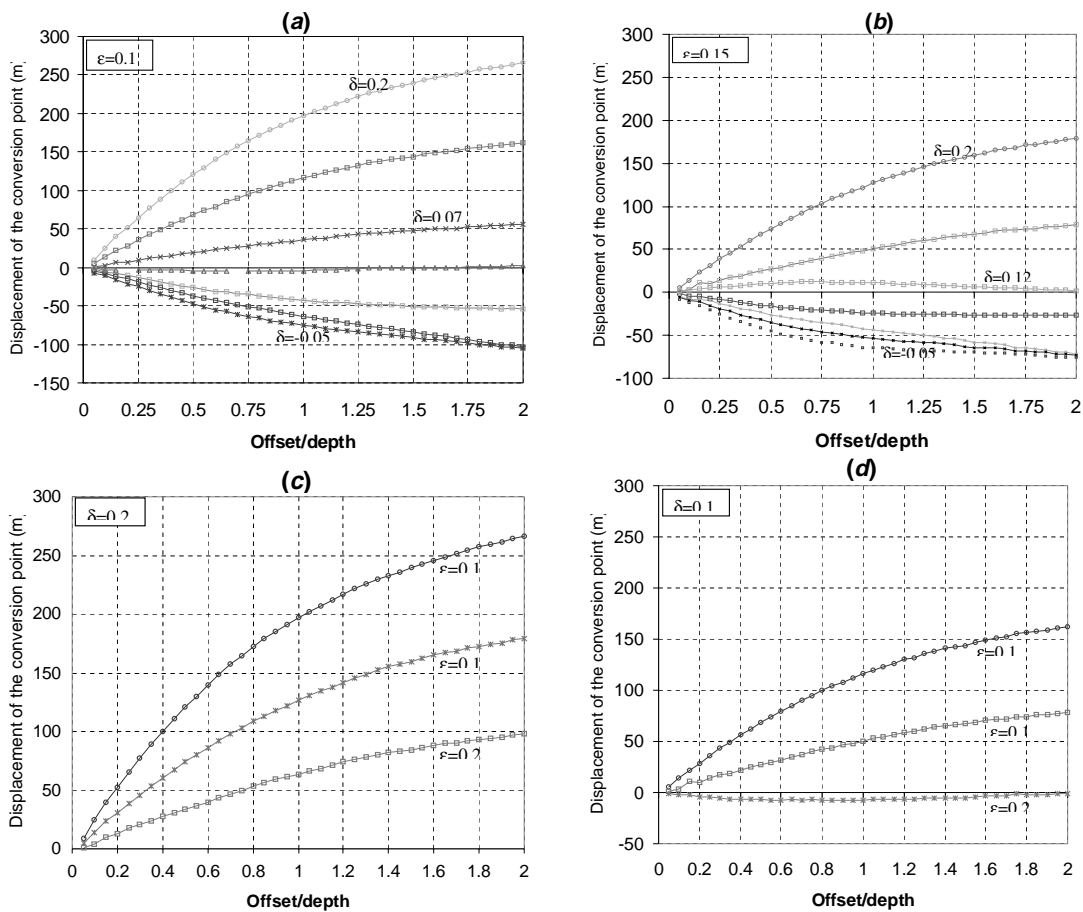 (a)
Displacement of the conversion point (m)
300
250
200
150
100
50
0
-50
-100
-150
ε=0.1
δ=0.2
δ=0.07
δ=-0.05
0 0.25 0.5 0.75 1 1.25 1.5 1.75 2
Offset/depth
(b)
Displacement of the conversion point (m)
300
250
200
150
100
50
0
-50
-100
ε=0.15
δ=0.2
δ=0.12
δ=-0.05
0 0.25 0.5 0.75 1 1.25 1.5 1.75 2
Offset/depth
(c)
Displacement of the conversion point (m)
300
250
200
150
100
50
0
δ=0.2
ε=0.1
ε=0.1
ε=0.2
0 0.2 0.4 0.6 0.8 1 1.2 1.4 1.6 1.8 2
Offset/depth
(d)
Displacement of the conversion point (m)
300
250
200
150
100
50
0
-50
δ=0.1
ε=0.1
ε=0.1
ε=0.2
0 0.2 0.4 0.6 0.8 1 1.2 1.4 1.6 1.8 2
Offset/depth